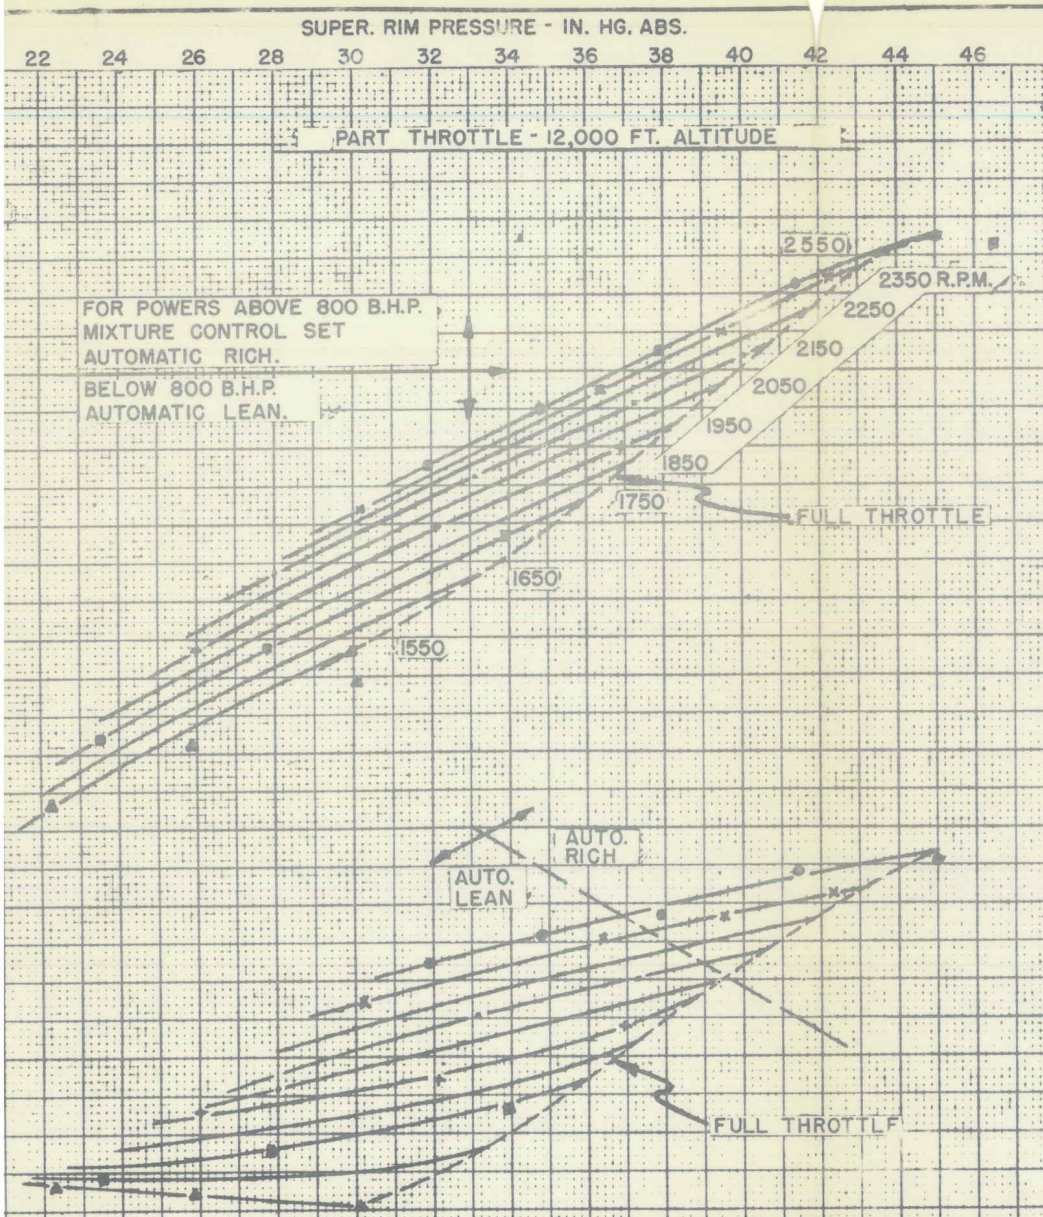 SUPER. RIM PRESSURE - IN. HG. ABS.
22 24 26 28 30 32 34 36 38 40 42 44 46
PART THROTTLE - 12,000 FT. ALTITUDE
2550
2350 R.P.M.
FOR POWERS ABOVE 800 B.H.P.
MIXTURE CONTROL SET
AUTOMATIC RICH.
2250
2150
BELOW 800 B.H.P.
AUTOMATIC LEAN.
2050
1950
1850
1750
FULL THROTTLE
1650
1550
AUTO.
RICH
AUTO.
LEAN
FULL THROTTLE